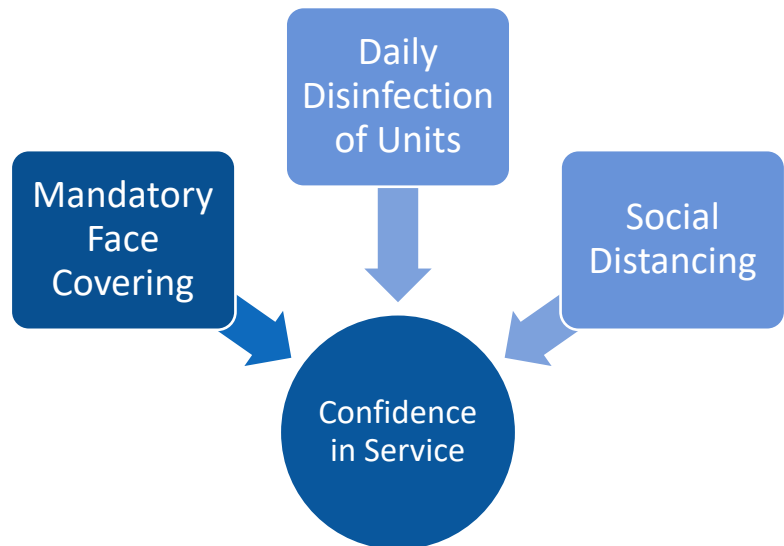 Daily
Disinfection
of Units
Mandatory
Face
Covering
Social
Distancing
Confidence
in Service